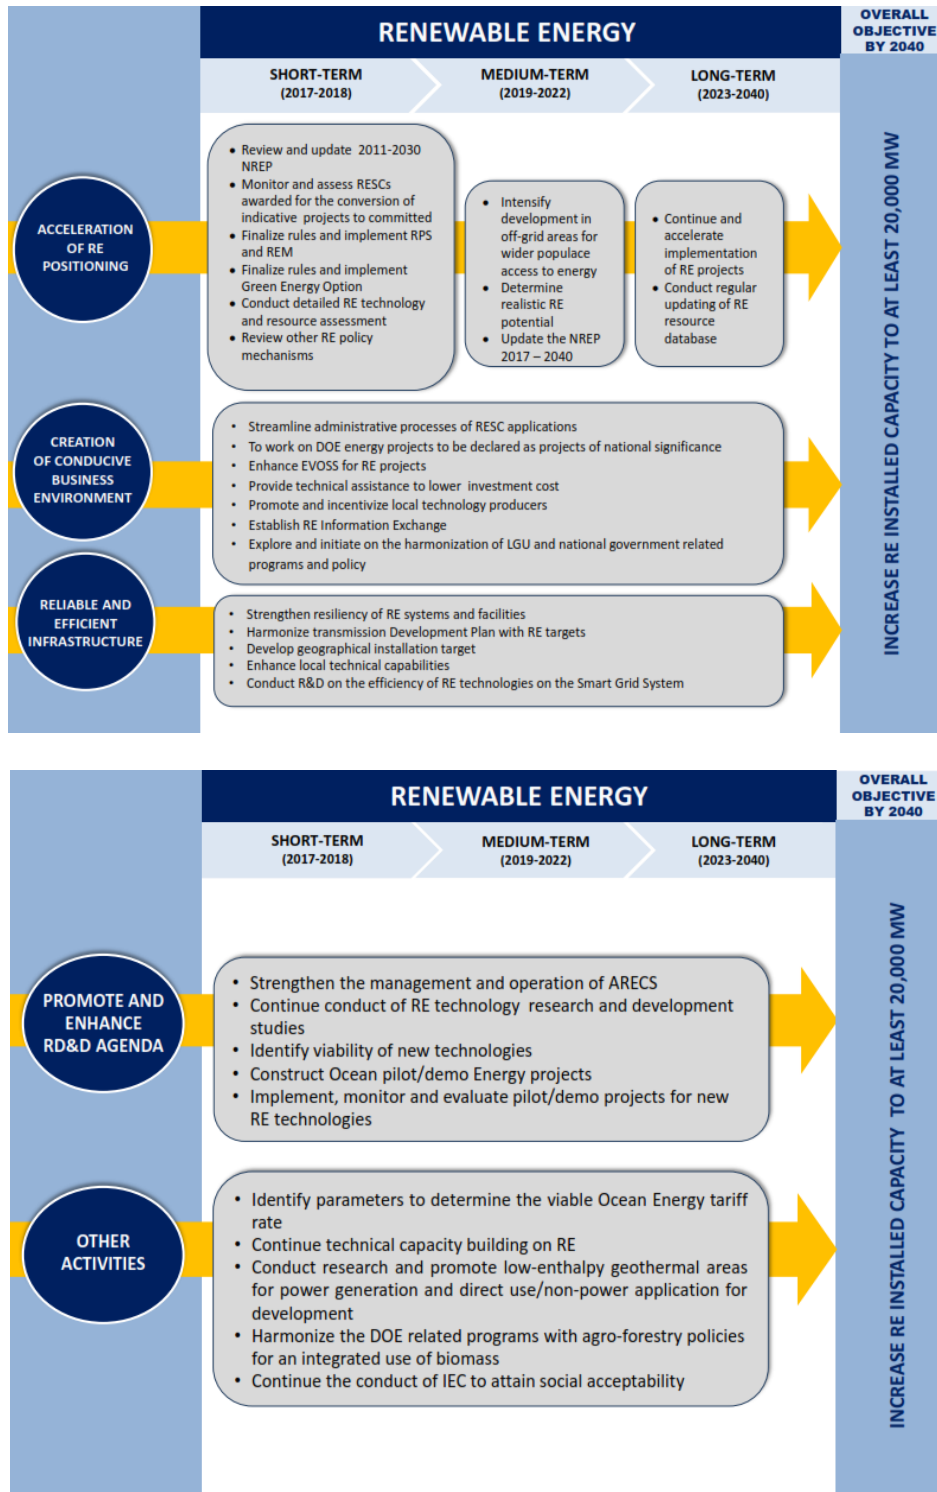 RENEWABLE ENERGY
OVERALL
OBJECTIVE
BY 2040
SHORT-TERM
(2017-2018)
MEDIUM-TERM
(2019-2022)
LONG-TERM
(2023-2040)
ACCELERATION
OF RE
POSITIONING
• Review and update 2011-2030
NREP
• Monitor and assess RESCs
awarded for the conversion of
indicative projects to committed
• Finalize rules and implement RPS
and REM
• Finalize rules and implement
Green Energy Option
• Conduct detailed RE technology
and resource assessment
• Review other RE policy
mechanisms
• Intensify
development in
off-grid areas for
wider populace
access to energy
• Determine
realistic RE
potential
• Update the NREP
2017 – 2040
• Continue and
accelerate
implementation
of RE projects
• Conduct regular
updating of RE
resource
database
CREATION
OF CONDUCIVE
BUSINESS
ENVIRONMENT
• Streamline administrative processes of RESC applications
• To work on DOE energy projects to be declared as projects of national significance
• Enhance EVOSS for RE projects
• Provide technical assistance to lower investment cost
• Promote and incentivize local technology producers
• Establish RE Information Exchange
• Explore and initiate on the harmonization of LGU and national government related
programs and policy
RELIABLE AND
EFFICIENT
INFRASTRUCTURE
• Strengthen resiliency of RE systems and facilities
• Harmonize transmission Development Plan with RE targets
• Develop geographical installation target
• Enhance local technical capabilities
• Conduct R&D on the efficiency of RE technologies on the Smart Grid System
INCREASE RE INSTALLED CAPACITY TO AT LEAST 20,000 MW
RENEWABLE ENERGY
OVERALL
OBJECTIVE
BY 2040
SHORT-TERM
(2017-2018)
MEDIUM-TERM
(2019-2022)
LONG-TERM
(2023-2040)
PROMOTE AND
ENHANCE
RD&D AGENDA
• Strengthen the management and operation of ARECS
• Continue conduct of RE technology research and development
studies
• Identify viability of new technologies
• Construct Ocean pilot/demo Energy projects
• Implement, monitor and evaluate pilot/demo projects for new
RE technologies
OTHER
ACTIVITIES
• Identify parameters to determine the viable Ocean Energy tariff
rate
• Continue technical capacity building on RE
• Conduct research and promote low-enthalpy geothermal areas
for power generation and direct use/non-power application for
development
• Harmonize the DOE related programs with agro-forestry policies
for an integrated use of biomass
• Continue the conduct of IEC to attain social acceptability
INCREASE RE INSTALLED CAPACITY TO AT LEAST 20,000 MW